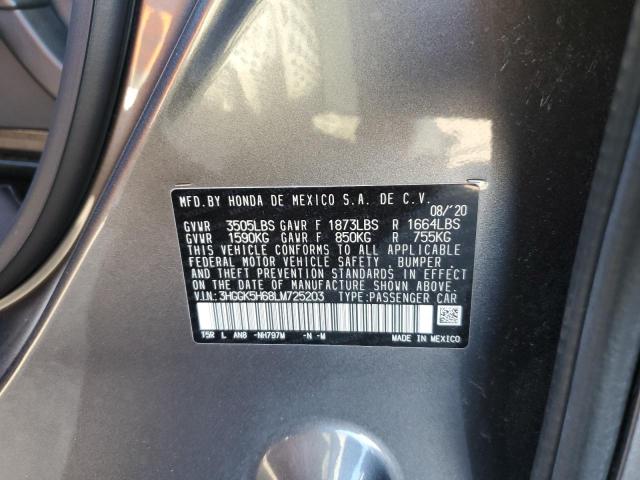 MFD.BY HONDA DE MEXICO S.A. DE C.V.
08/'20
GVWR 3505LBS GAWR F 1873LBS R 1664LBS
GVWR 1590KG GAWR F 850KG R 755KG
THIS VEHICLE CONFORMS TO ALL APPLICABLE
FEDERAL MOTOR VEHICLE SAFETY, BUMPER
AND THEFT PREVENTION STANDARDS IN EFFECT
ON THE DATE OF MANUFACTURE SHOWN ABOVE.
V.I.N: 3HGGK5H68LM725203 TYPE:PASSENGER CAR
T5R L AN8 -NH797M -N -M MADE IN MEXICO